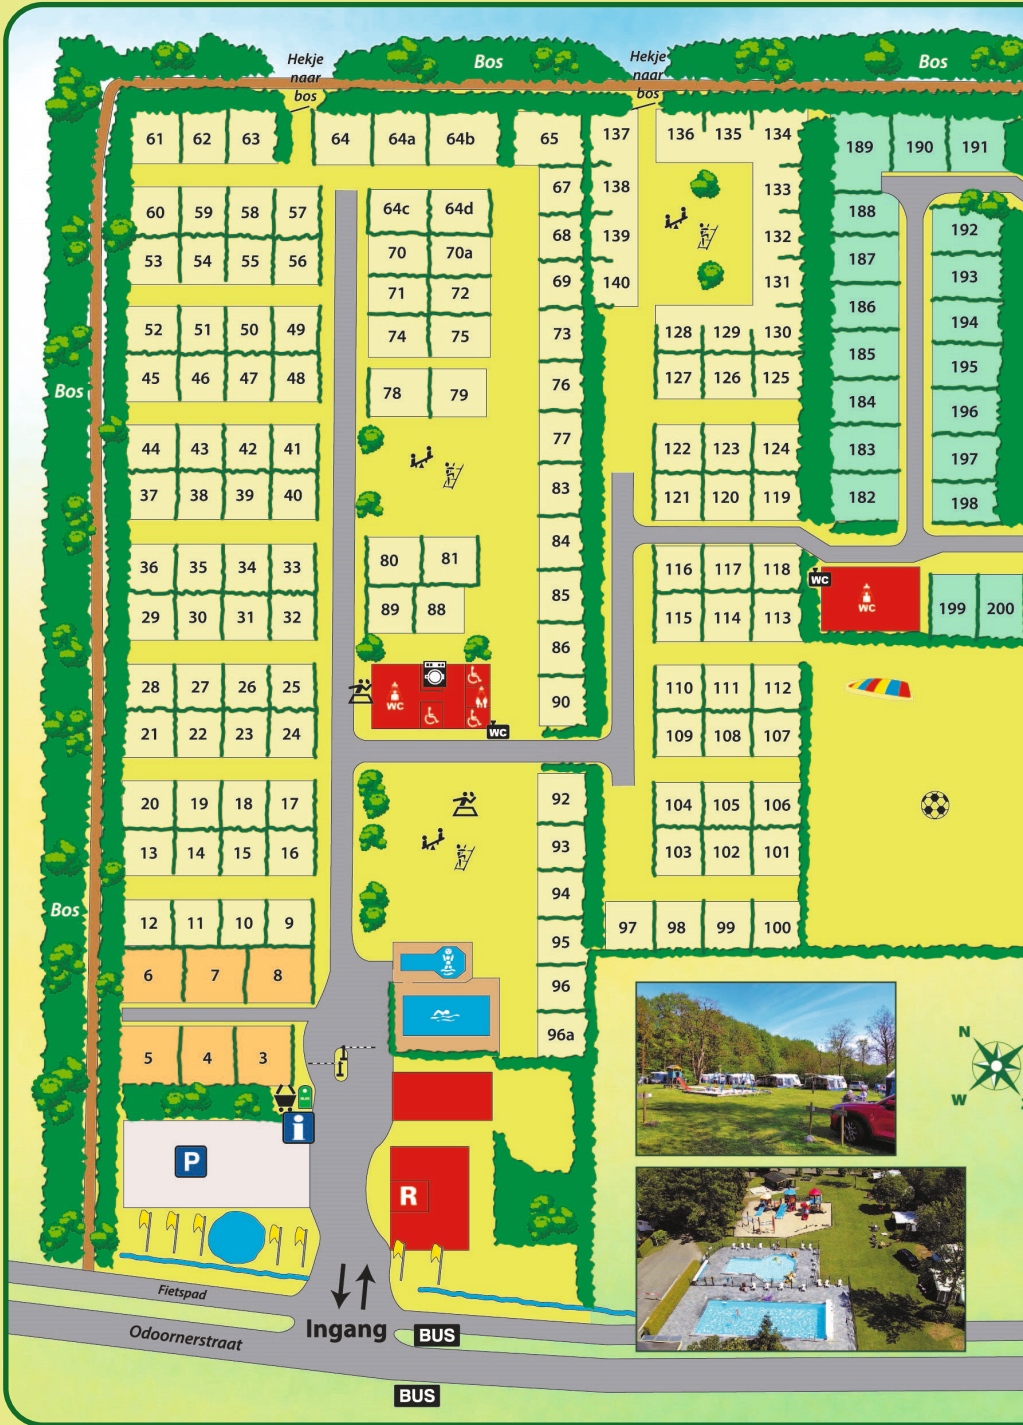 Hekje
naar
bos
Bos
Hekje
naar
bos
Bos
61 62 63 64 64a 64b 65 137 136 135 134 189 190 191
67 138 133
60 59 58 57 64c 64d 188 192
68 139 132
53 54 55 56 70 70a 187 193
69 140 131
71 72 186 194
52 51 50 49 74 75 73 128 129 130
185 195
45 46 47 48 78 79 76 127 126 125
184 196
Bos
44 43 42 41 77 122 123 124 183 197
37 38 39 40 83 121 120 119 182 198
36 35 34 33 80 81 84 116 117 118
WC
WC
29 30 31 32 89 88 85 115 114 113 199 200
86
28 27 26 25 90 110 111 112
WC
WC
21 22 23 24 109 108 107
20 19 18 17 92 104 105 106
13 14 15 16 93 103 102 101
94
Bos
12 11 10 9 95 97 98 99 100
6 7 8 96
96a
5 4 3
N
W
i
P
R
Fietspad
Ingang
BUS
Odoornerstraat
BUS